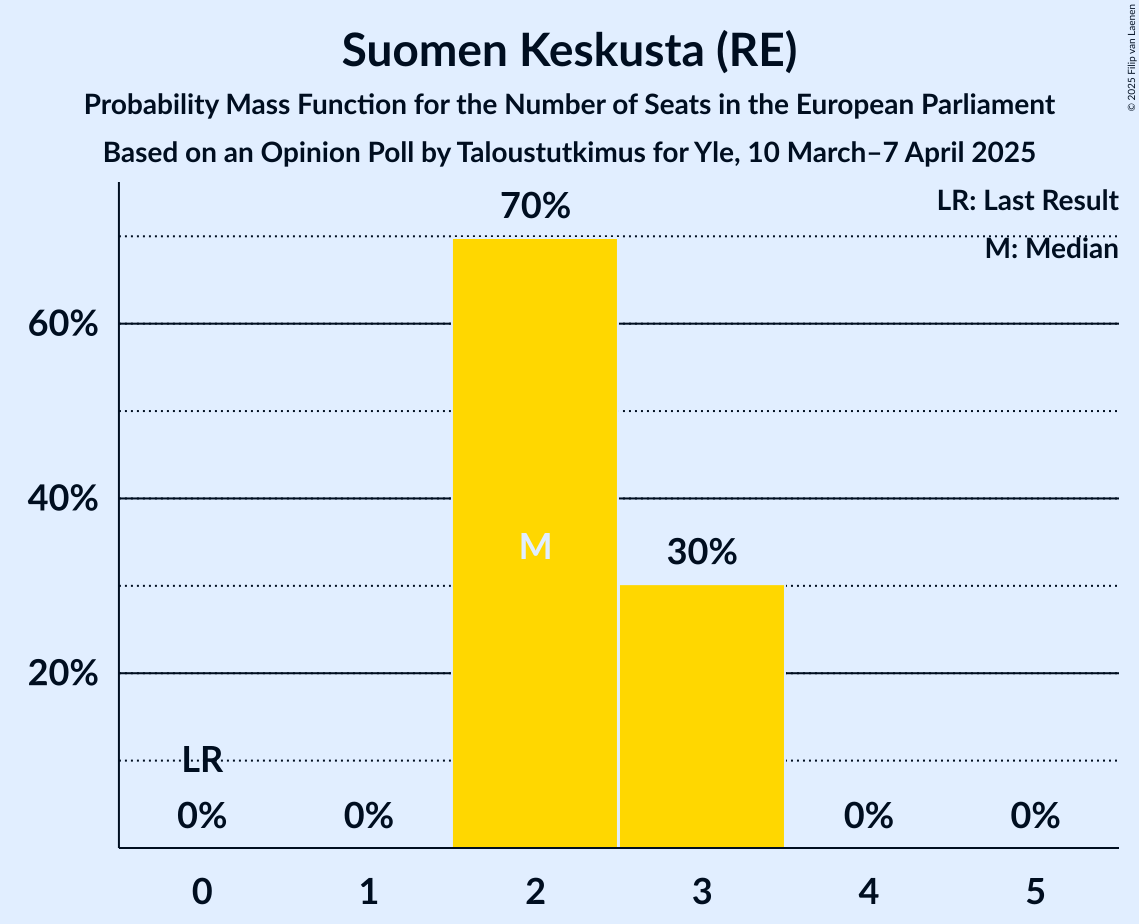 Suomen Keskusta (RE)
Probability Mass Function for the Number of Seats in the European Parliament
Based on an Opinion Poll by Taloustutkimus for Yle, 10 March–7 April 2025
© 2025 Filip van Laenen
LR: Last Result
M: Median
70%
60%
40%
M
30%
20%
LR
0%
0%
0%
0%
0
1
2
3
4
5